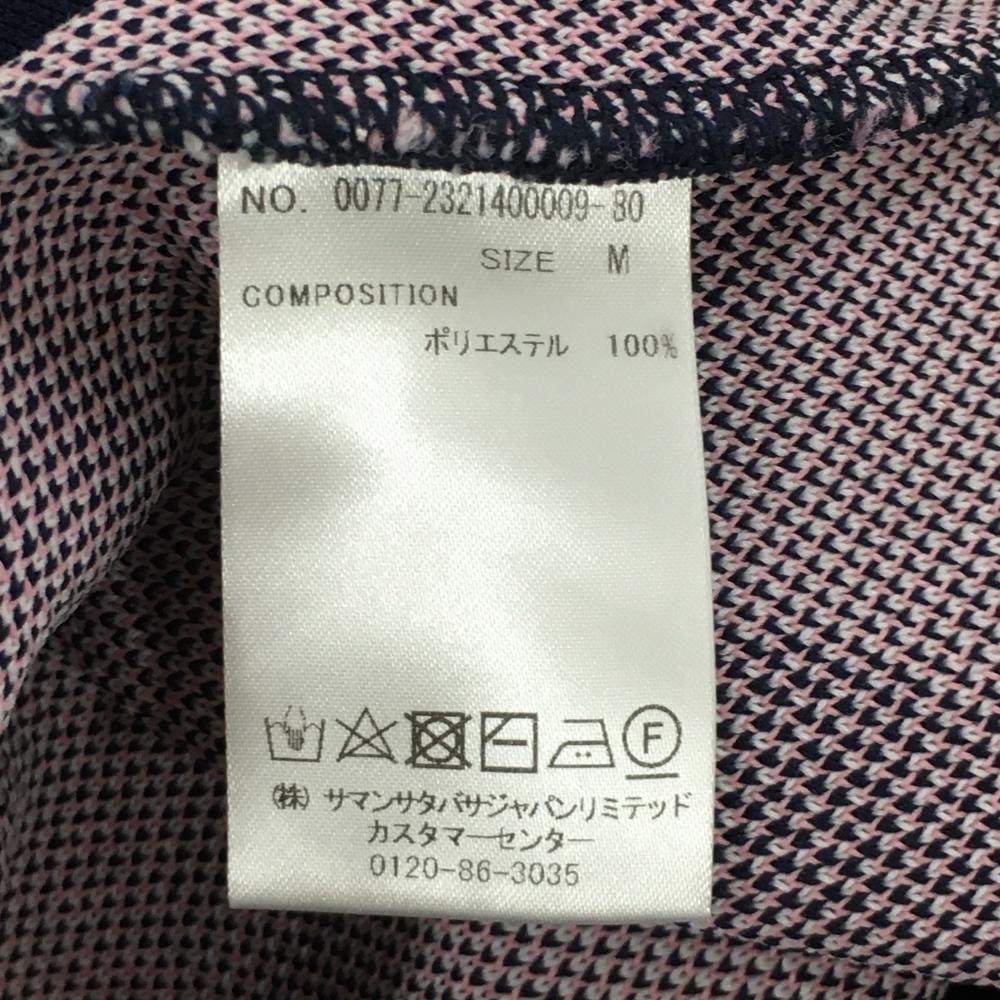 NO. 0077-2321400009-80
SIZE M
COMPOSITION
ポリエステル 100%
F
(株) サマンサタバサジャパンリミテッド
カスタマーセンター
0120-86-3035